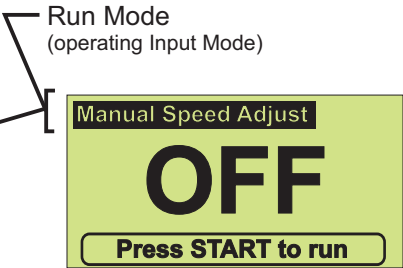 Run Mode
(operating Input Mode)
Manual Speed Adjust
OFF
Press START to run